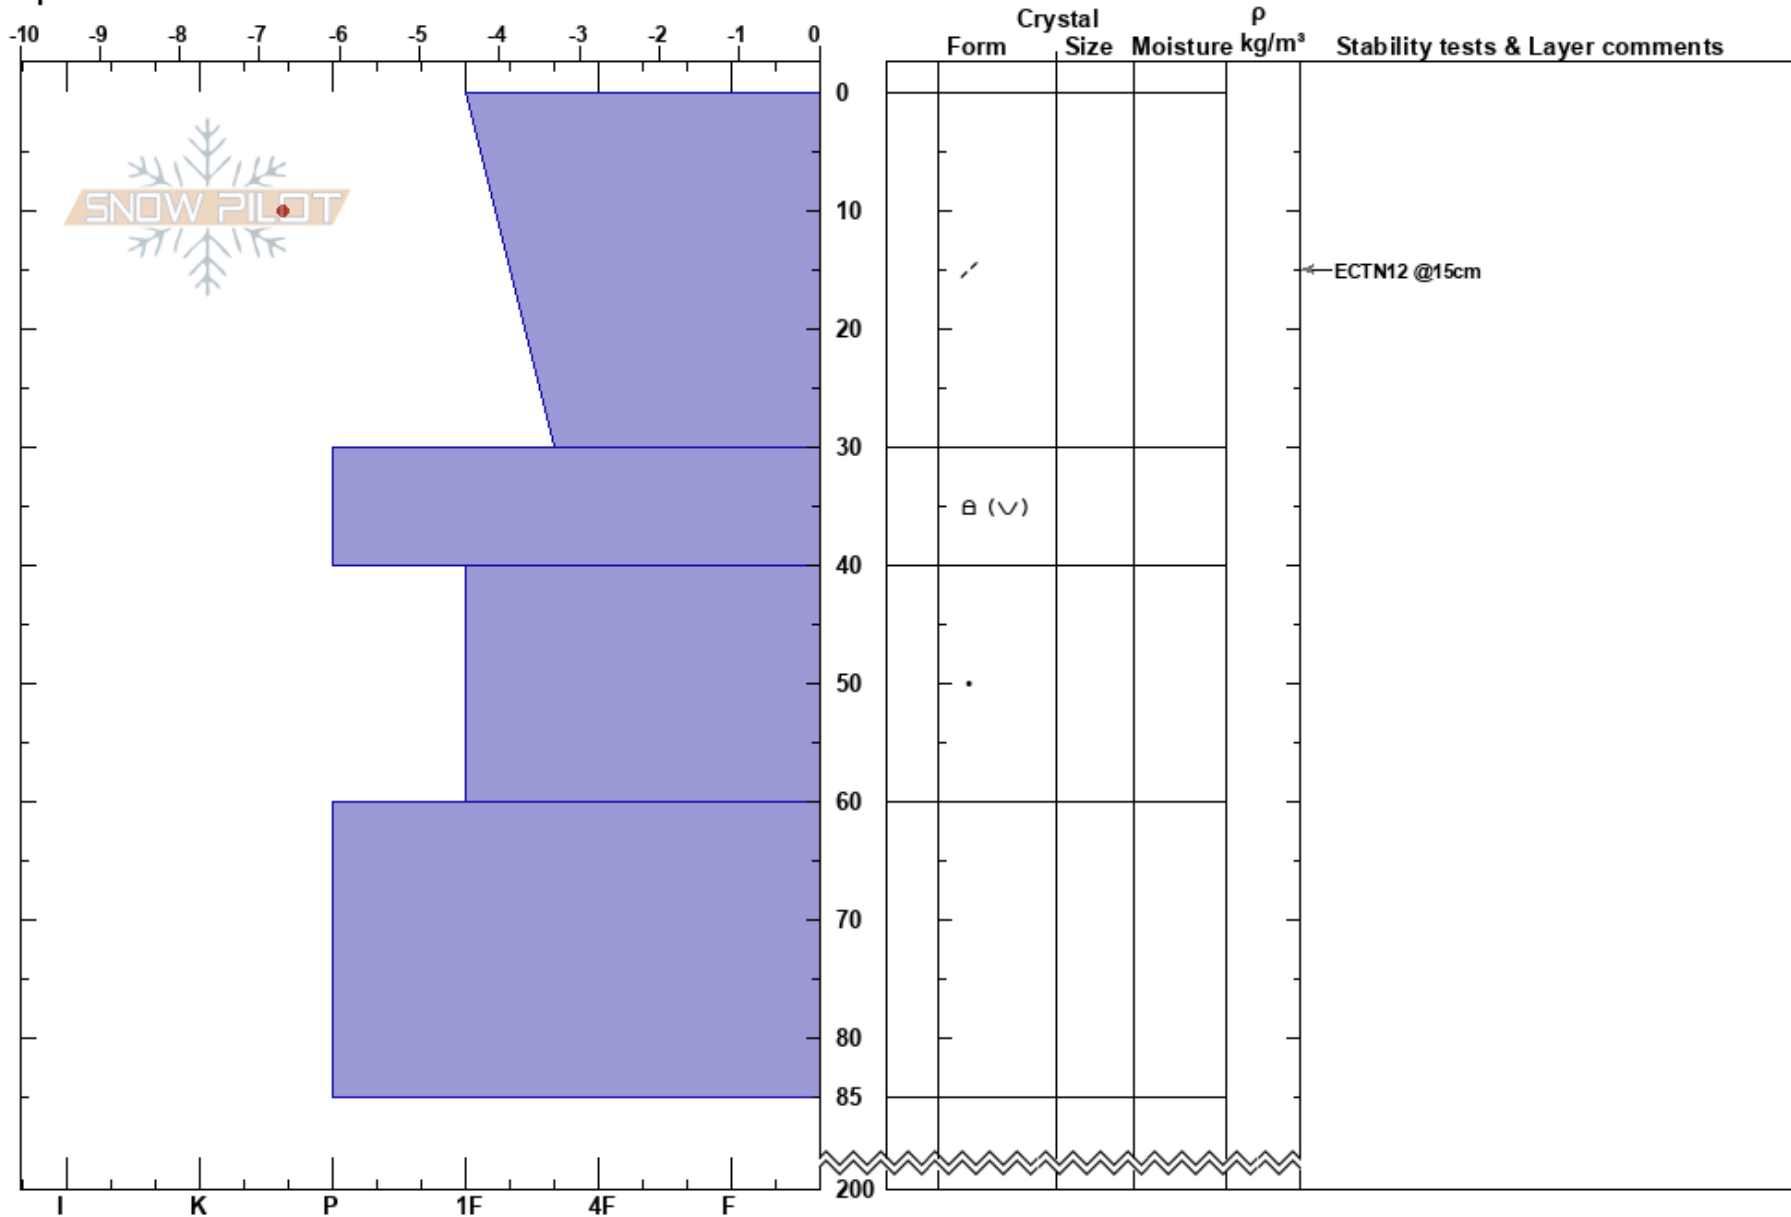 -10 -9 -8 -7 -6 -5 -4 -3 -2 -1 0
Crystal
ρ
Form Size Moisture kg/m³ Stability tests & Layer comments
0
SNOW PILOT
10
ECTN12 @15cm
20
30
40
50
60
70
80
85
200
I K P 1F 4F F